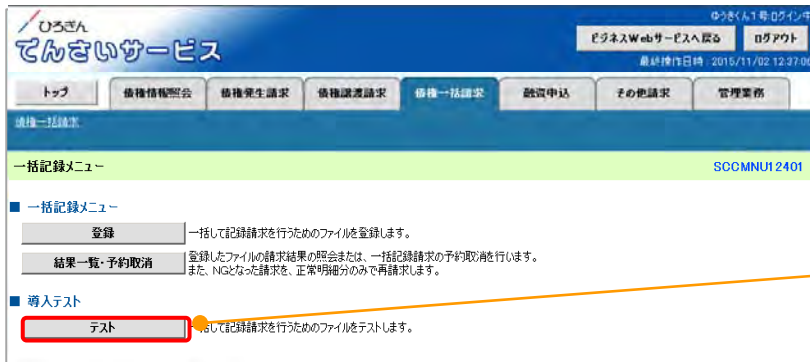 ゆうきくん1号ログイン中
ひろぎん
でんさいサービス
ビジネスWebサービスへ戻る ログアウト
最終操作日時:2015/11/02 12:37:06
トップ 債権情報照会 債権発生請求 債権譲渡請求 債権一括請求 融資申込 その他請求 管理業務
債権一括請求
一括記録メニュー SCCMNU12401
■ 一括記録メニュー
登録 一括して記録請求を行うためのファイルを登録します。
結果一覧・予約取消 登録したファイルの請求結果の照会または、一括記録請求の予約取消を行います。
また、NGとなった請求を、正常明細分のみで再請求します。
■ 導入テスト
テスト 一括して記録請求を行うためのファイルをテストします。